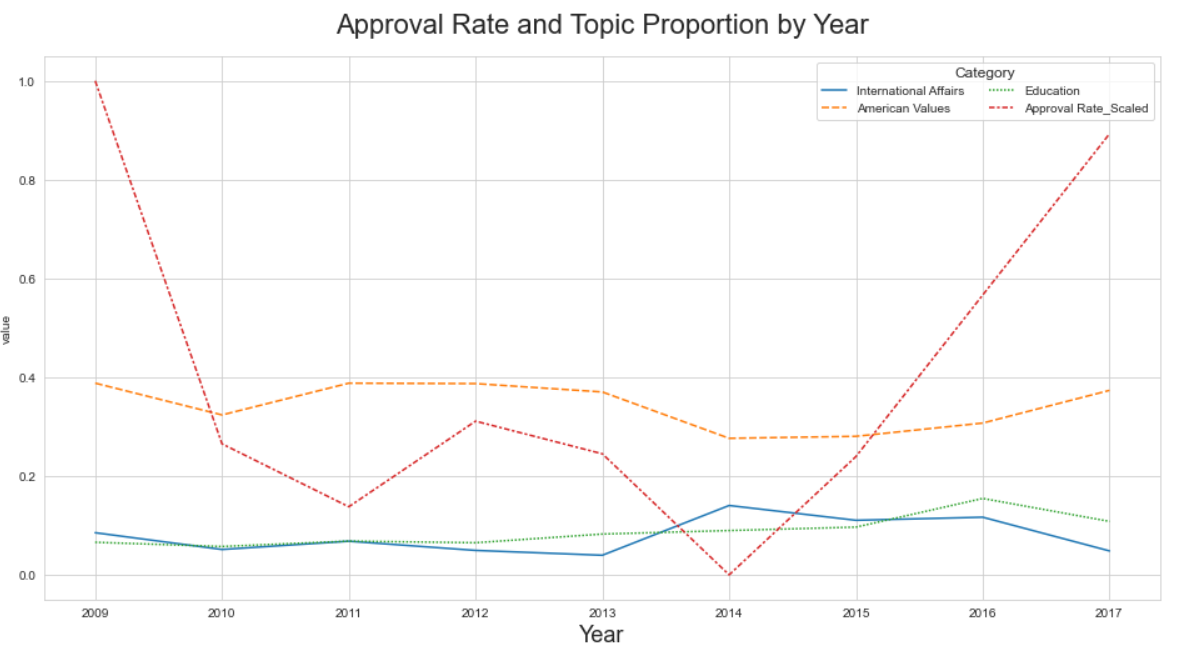 Approval Rate and Topic Proportion by Year
Category
International Affairs
Education
American Values
Approval Rate_Scaled
1.0
0.8
0.6
0.4
0.2
0.0
value
2009 2010 2011 2012 2013 2014 2015 2016 2017
Year